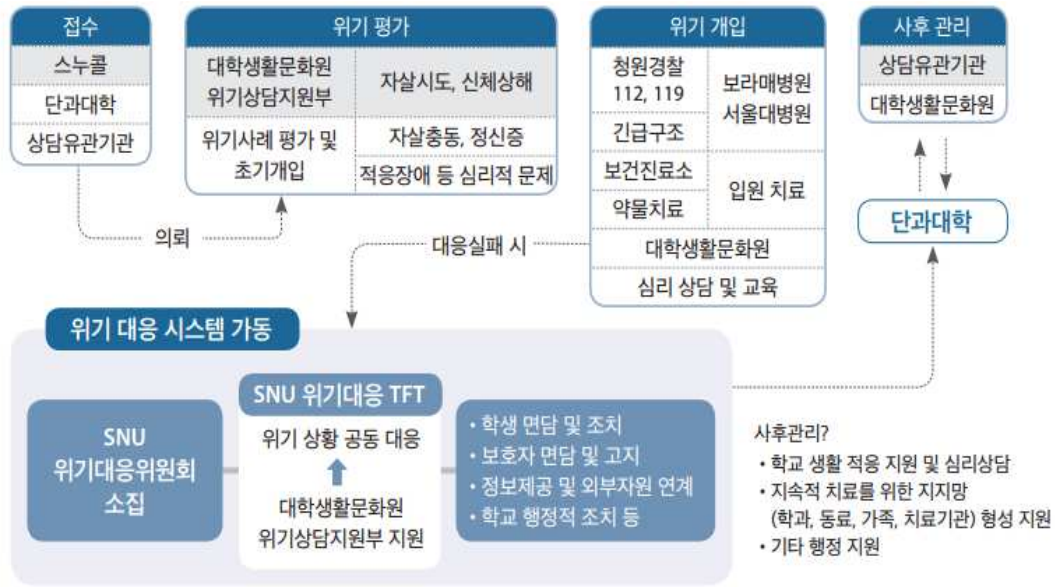 접수
스누콜
단과대학
상담유관기관
위기 평가
대학생활문화원
위기상담지원부
자살시도, 신체상해
위기사례 평가 및
초기개입
자살충동, 정신증
적응장애 등 심리적 문제
위기 개입
청원경찰
112, 119
긴급구조
보라매병원
서울대병원
보건진료소
약물치료
입원 치료
대학생활문화원
심리 상담 및 교육
사후 관리
상담유관기관
대학생활문화원
단과대학
의뢰
대응실패 시
위기 대응 시스템 가동
SNU
위기대응위원회
소집
SNU 위기대응 TFT
위기 상황 공동 대응
대학생활문화원
위기상담지원부 지원
• 학생 면담 및 조치
• 보호자 면담 및 고지
• 정보제공 및 외부자원 연계
• 학교 행정적 조치 등
사후관리?
• 학교 생활 적응 지원 및 심리상담
• 지속적 치료를 위한 지지망
(학과, 동료, 가족, 치료기관) 형성 지원
• 기타 행정 지원